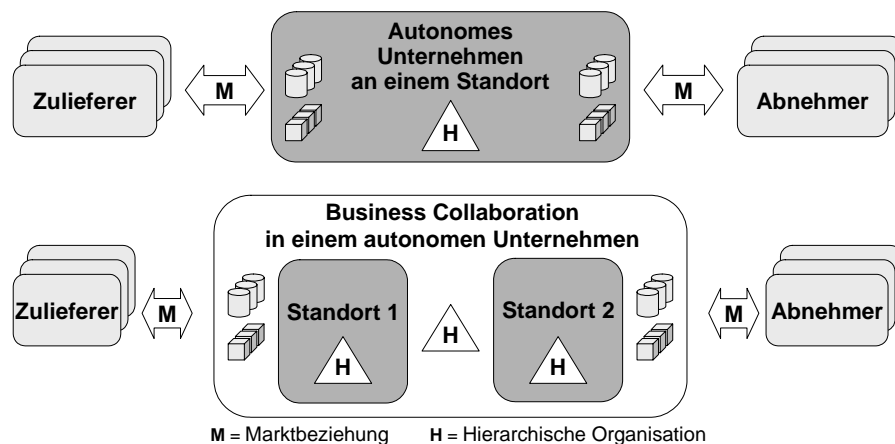 Autonomes
Unternehmen
an einem Standort
Zulieferer
M
H
M
Abnehmer
Business Collaboration
in einem autonomen Unternehmen
Zulieferer
M
Standort 1
H
H
Standort 2
H
M
Abnehmer
M = Marktbeziehung H = Hierarchische Organisation